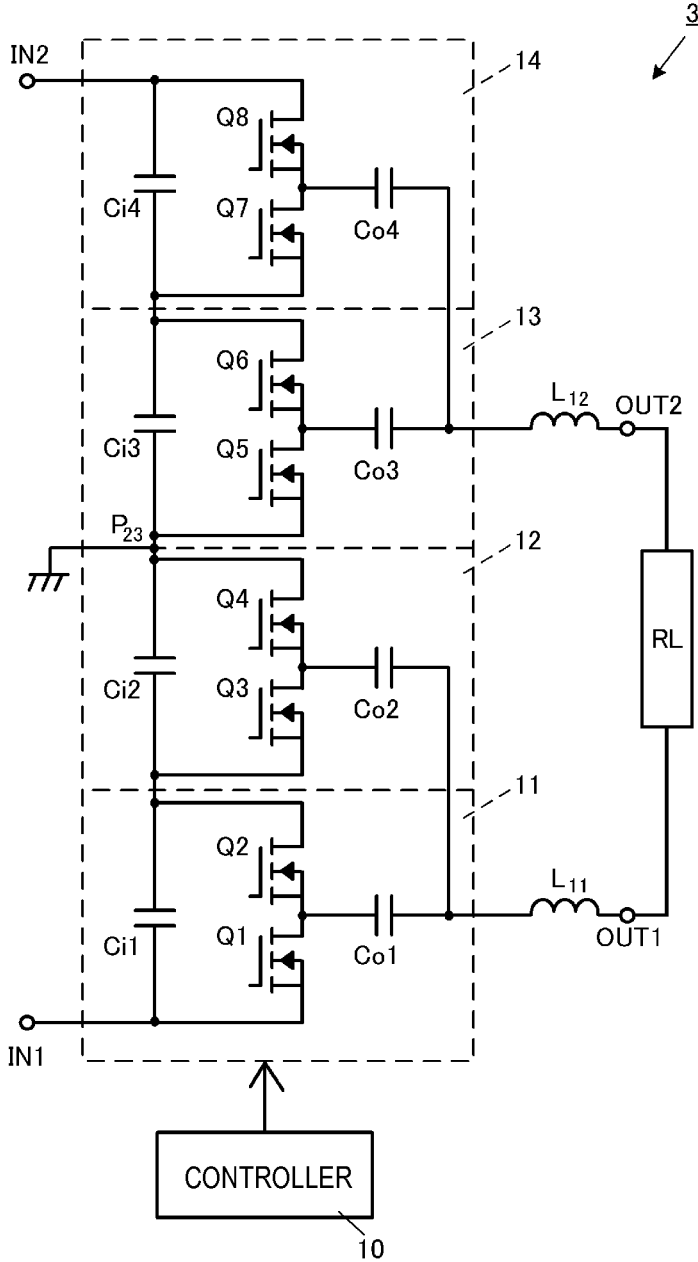 3
IN2
14
Q8
Ci4
Q7
Co4
13
Q6
L12
OUT2
Ci3
Q5
Co3
P23
12
Q4
RL
Ci2
Q3
Co2
11
Q2
L11
Ci1
Q1
Co1
OUT1
IN1
CONTROLLER
10